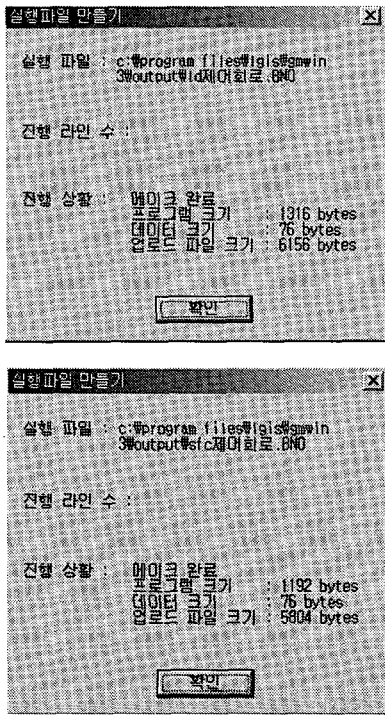 실행파일 만들기
실행 파일 : c:₩program files₩lgis₩gmwin
3₩output₩ld제어회로.BNO
진행 라인 수 :
진행 상황 : 메이크 완료
프로그램 크기 : 1316 bytes
데이터 크기 : 76 bytes
업로드 파일 크기 : 6156 bytes
확인
실행파일 만들기
실행 파일 : c:₩program files₩lgis₩gmwin
3₩output₩sfc제어회로.BNO
진행 라인 수 :
진행 상황 : 메이크 완료
프로그램 크기 : 1192 bytes
데이터 크기 : 76 bytes
업로드 파일 크기 : 5804 bytes
확인